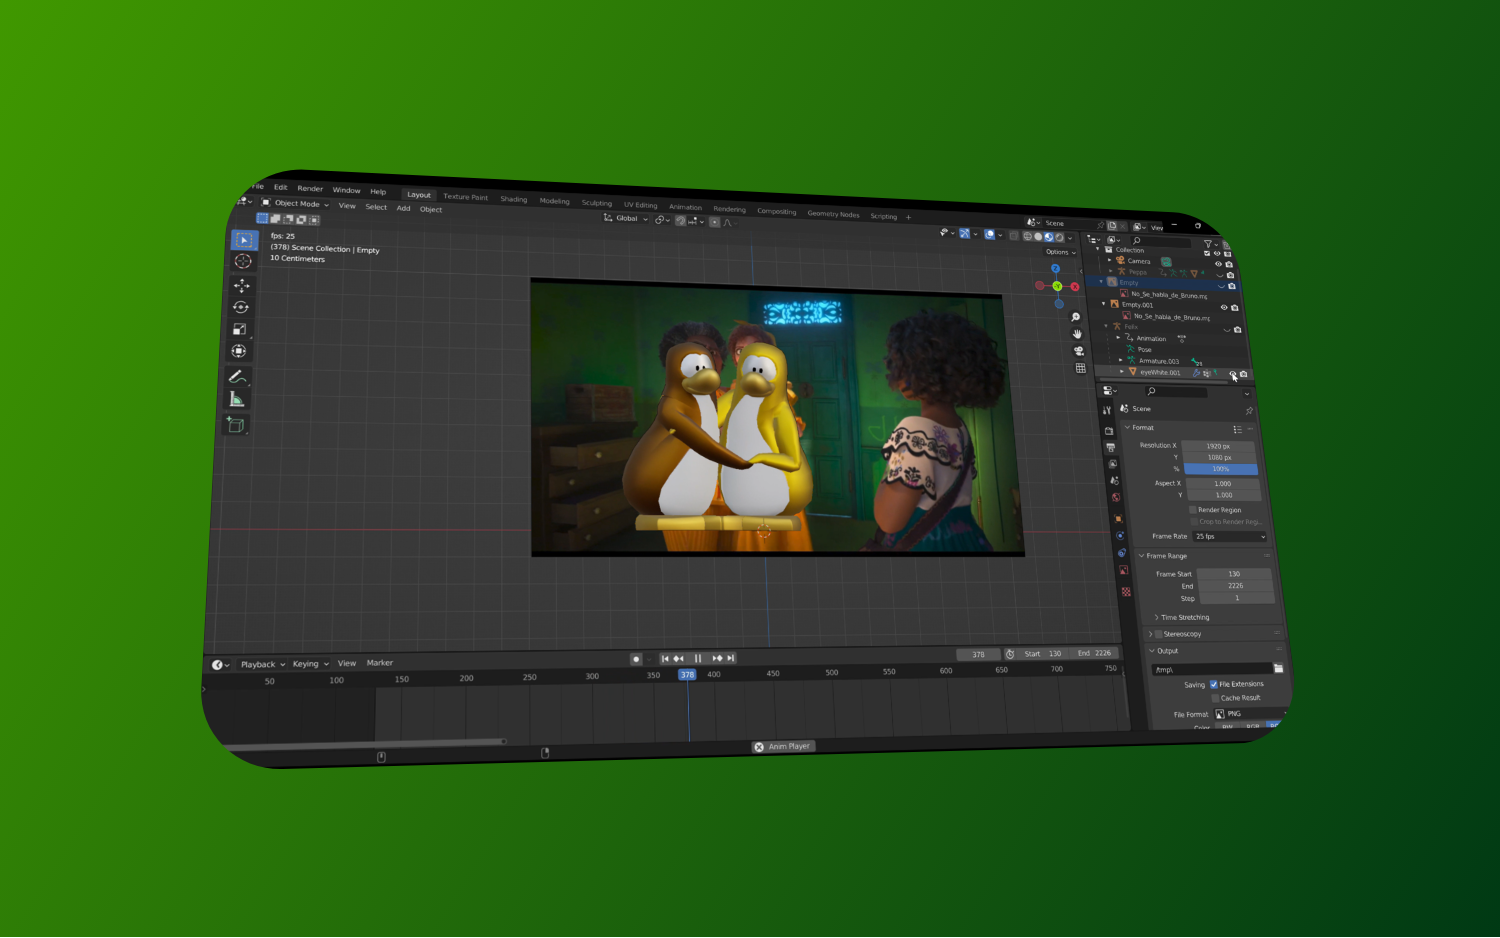 File Edit Render Window Help Layout Texture Paint Shading Modeling Sculpting UV Editing Animation Rendering Compositing Geometry Nodes Scripting +
Scene
View
Object Mode View Select Add Object
Global
Options
fps: 25
(378) Scene Collection | Empty
10 Centimeters
Z
Y
X
Collection
Camera
Peppa
Empty
No_Se_habla_de_Bruno.mp
Empty.001
No_Se_habla_de_Bruno.mp
Felix
Animation
Pose
Armature.003
eyeWhite.001
Scene
Format
Resolution X 1920 px
Y 1080 px
% 100%
Aspect X 1.000
Y 1.000
Render Region
Crop to Render Regi...
Frame Rate 25 fps
Frame Range
Frame Start 130
End 2226
Step 1
Time Stretching
Stereoscopy
Output
/tmp\
Saving File Extensions
Cache Result
File Format PNG
Color BW RGB
Playback Keying View Marker
378 Start 130 End 2226
50 100 150 200 250 300 350 378 400 450 500 550 600 650 700 750
Anim Player